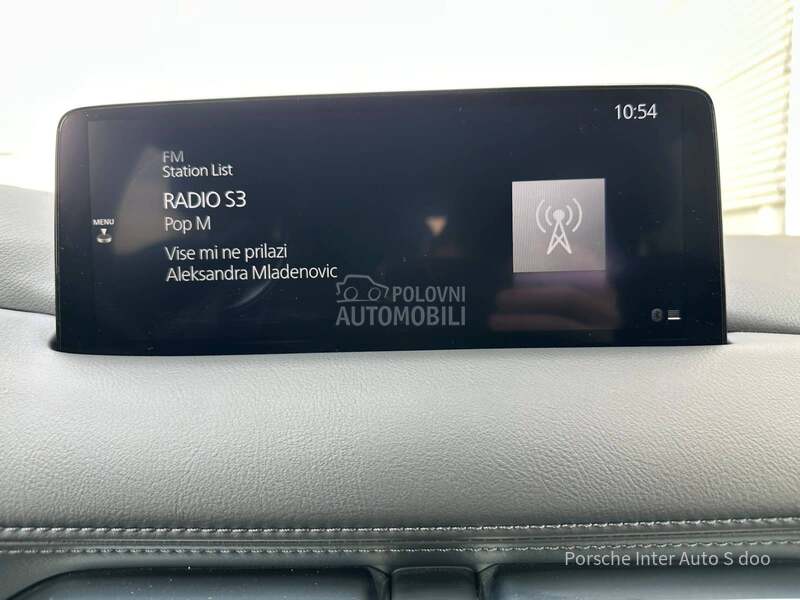 10:54
FM
Station List
RADIO S3
Pop M
MENU
Vise mi ne prilazi
Aleksandra Mladenovic
POLOVNI
AUTOMOBILI
Porsche Inter Auto S doo